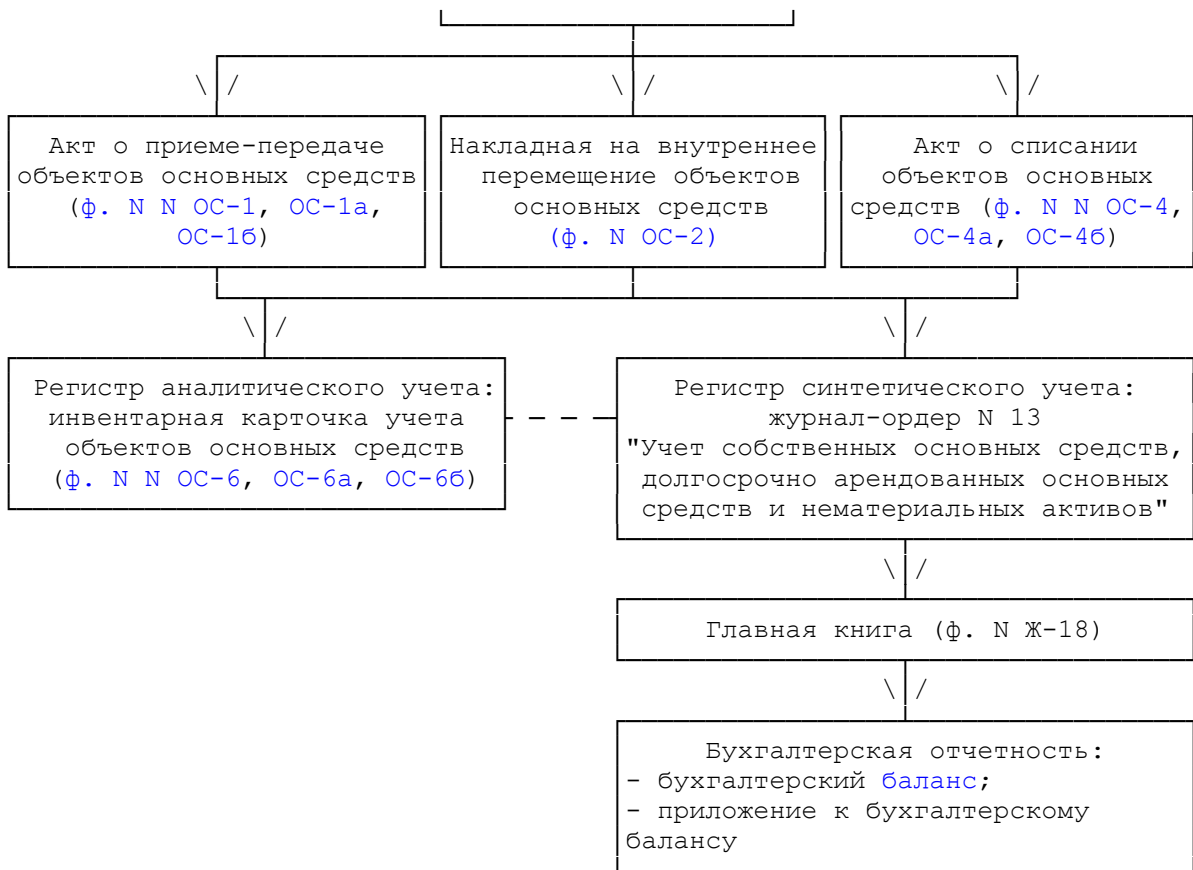 Акт о приеме-передаче
объектов основных средств
(ф. N N ОС-1, ОС-1а,
ОС-1б)
Накладная на внутреннее
перемещение объектов
основных средств
(ф. N ОС-2)
Акт о списании
объектов основных
средств (ф. N N ОС-4,
ОС-4а, ОС-4б)
Регистр аналитического учета:
инвентарная карточка учета
объектов основных средств
(ф. N N ОС-6, ОС-6а, ОС-6б)
Регистр синтетического учета:
журнал-ордер N 13
"Учет собственных основных средств,
долгосрочно арендованных основных
средств и нематериальных активов"
Главная книга (ф. N Ж-18)
Бухгалтерская отчетность:
- бухгалтерский баланс;
- приложение к бухгалтерскому
балансу